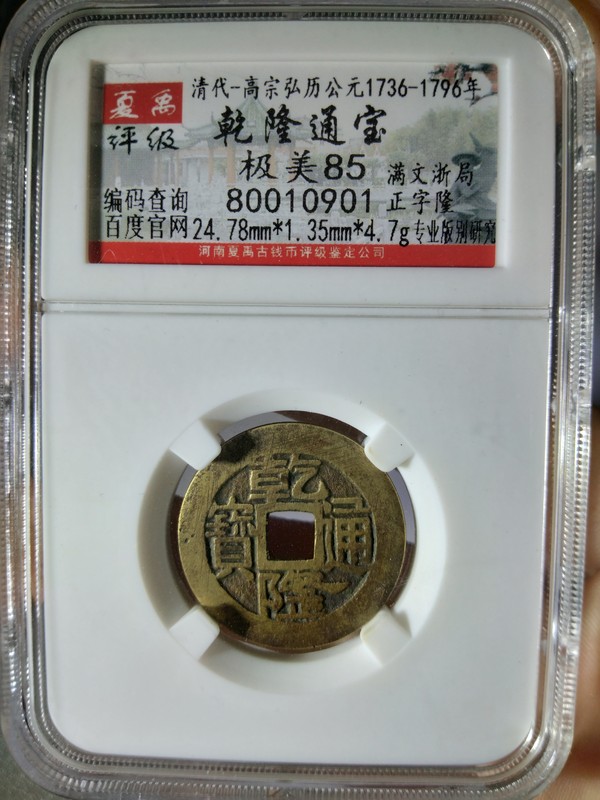 清代-高宗弘历公元1736-1796年
夏禹
评级
乾隆通宝
极美85
满文浙局
编码查询
80010901
正字隆
百度官网
24.78mm*1.35mm*4.7g
专业版别研究
河南夏禹古钱币评级鉴定公司
乾隆通寶